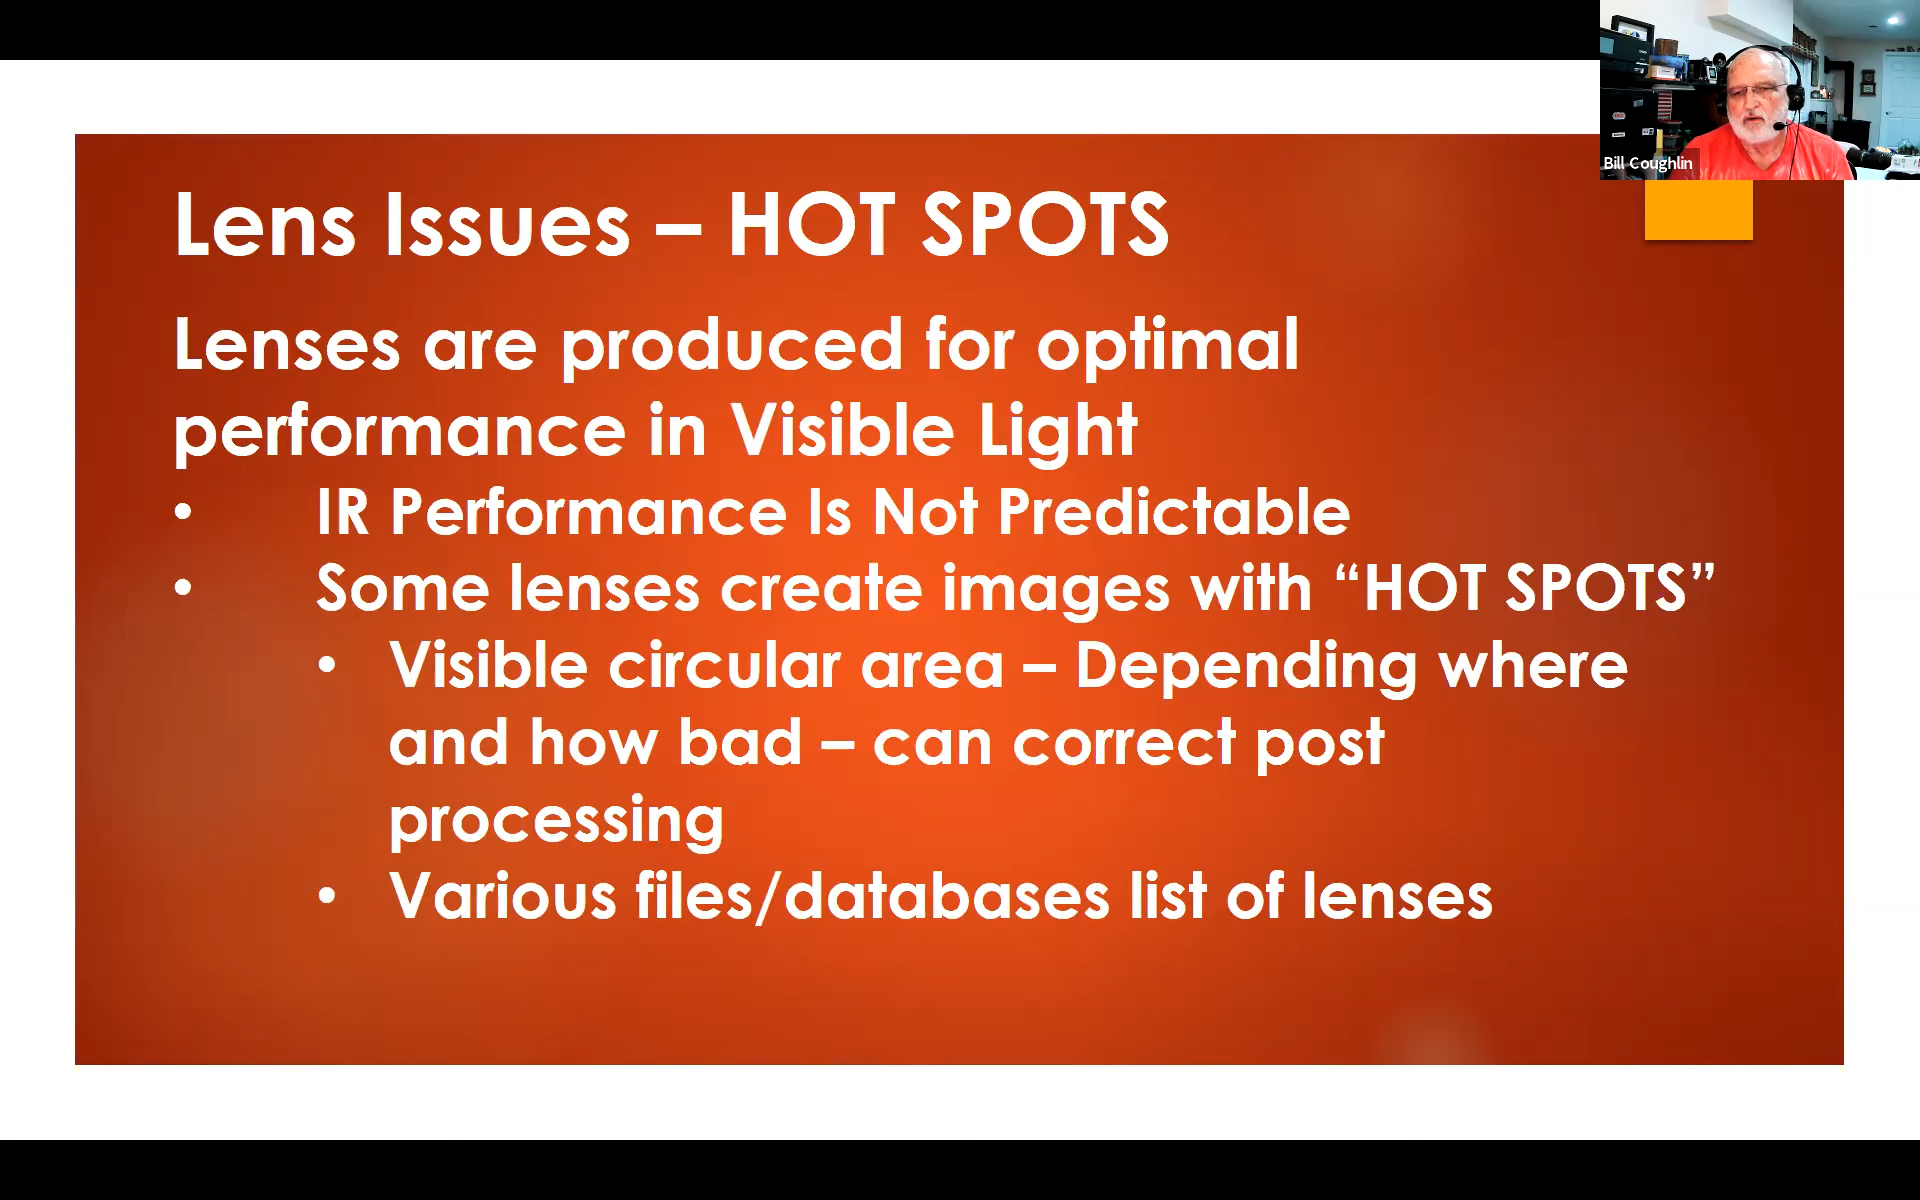 Bill Coughlin
Lens Issues – HOT SPOTS
Lenses are produced for optimal
performance in Visible Light
• IR Performance Is Not Predictable
• Some lenses create images with “HOT SPOTS”
• Visible circular area – Depending where
and how bad – can correct post
processing
• Various files/databases list of lenses